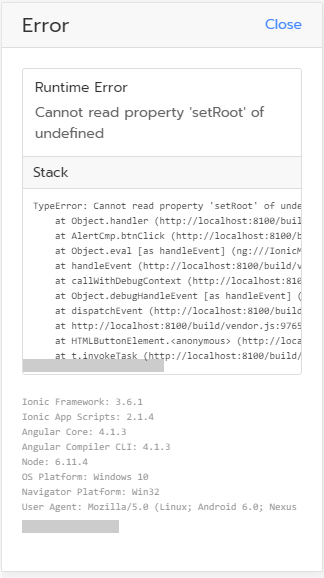 Error
Close
Runtime Error
Cannot read property 'setRoot' of
undefined
Stack
TypeError: Cannot read property 'setRoot' of unde
at Object.handler (http://localhost:8100/buil
at AlertCmp.btnClick (http://localhost:8100/b
at Object.eval [as handleEvent] (ng:///IonicM
at handleEvent (http://localhost:8100/build/v
at callWithDebugContext (http://localhost:8100
at Object.debugHandleEvent [as handleEvent] (
at dispatchEvent (http://localhost:8100/build
at http://localhost:8100/build/vendor.js:9765
at HTMLButtonElement.<anonymous> (http://loca
at t.invokeTask (http://localhost:8100/build/
Ionic Framework: 3.6.1
Ionic App Scripts: 2.1.4
Angular Core: 4.1.3
Angular Compiler CLI: 4.1.3
Node: 6.11.4
OS Platform: Windows 10
Navigator Platform: Win32
User Agent: Mozilla/5.0 (Linux; Android 6.0; Nexus